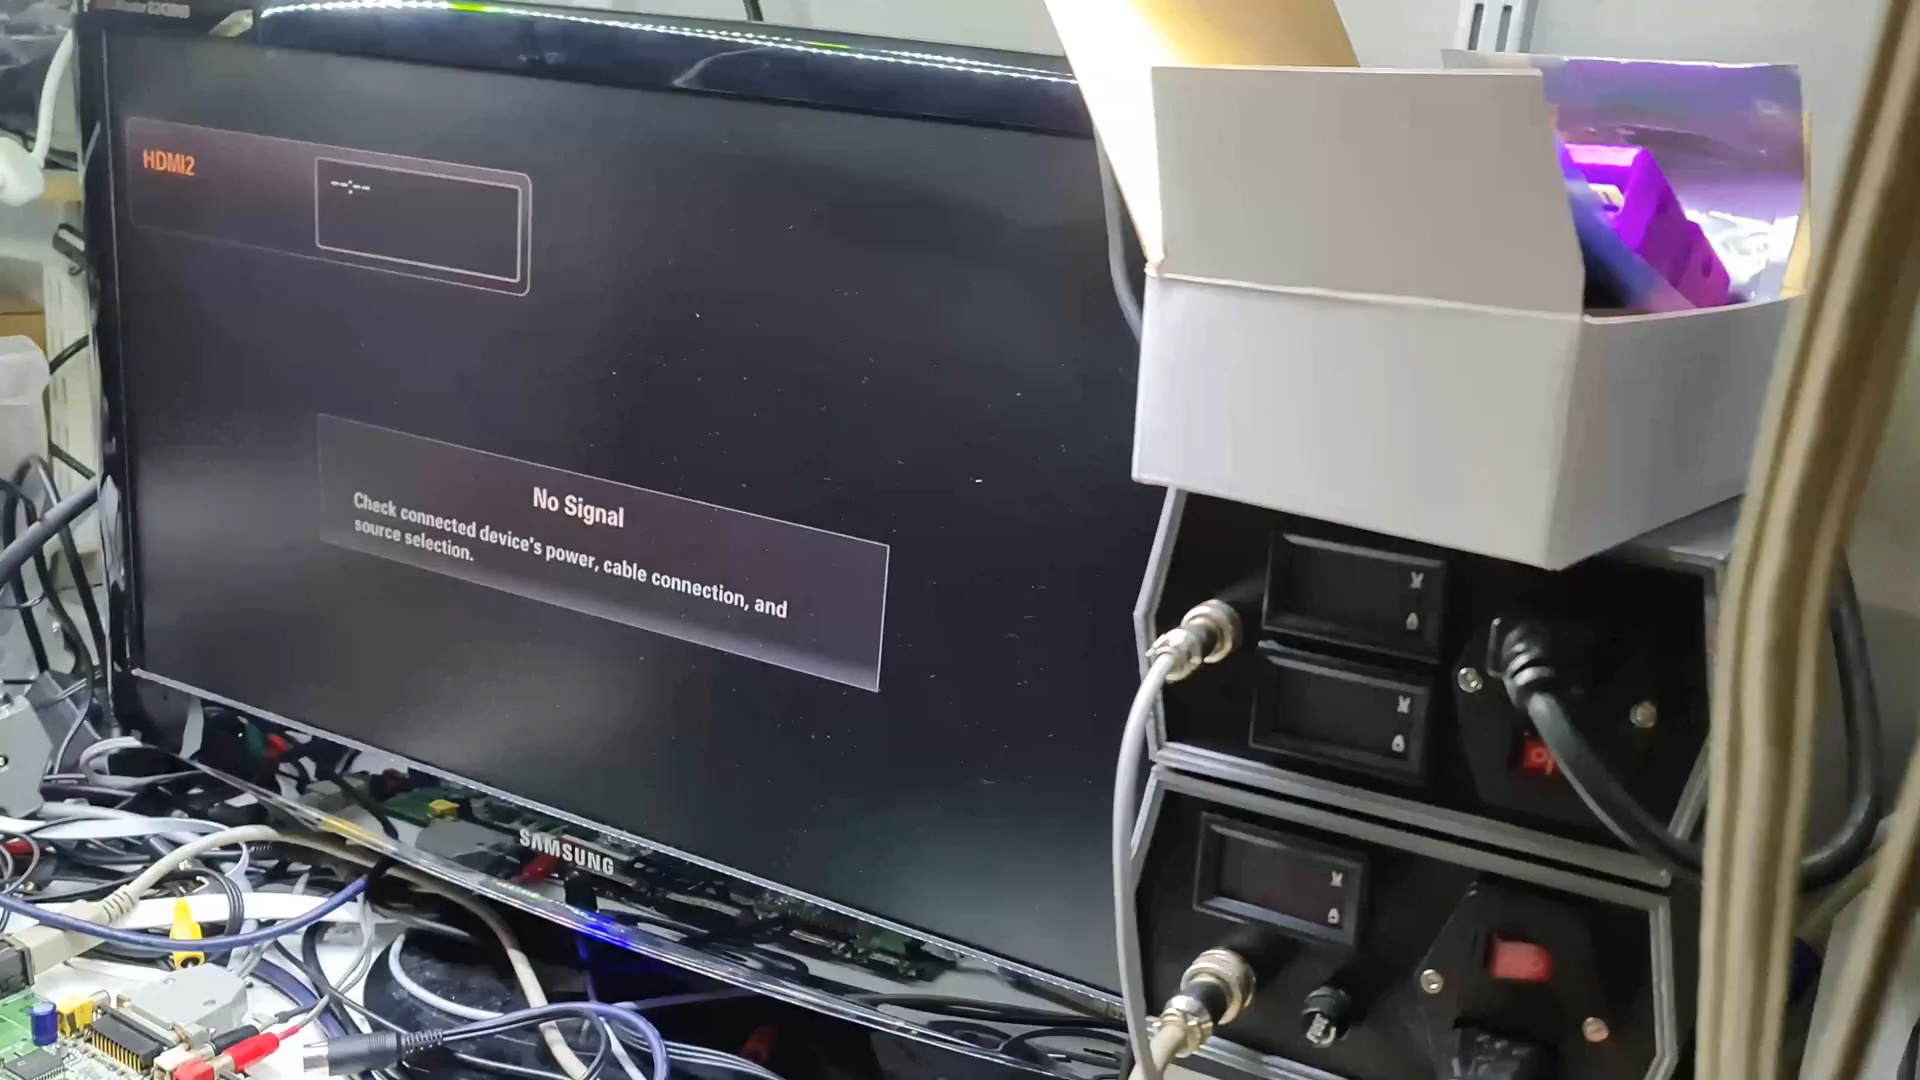 HDMI2
--:--
No Signal
Check connected device's power, cable connection, and
source selection.
SAMSUNG
V
A
V
A
V
A